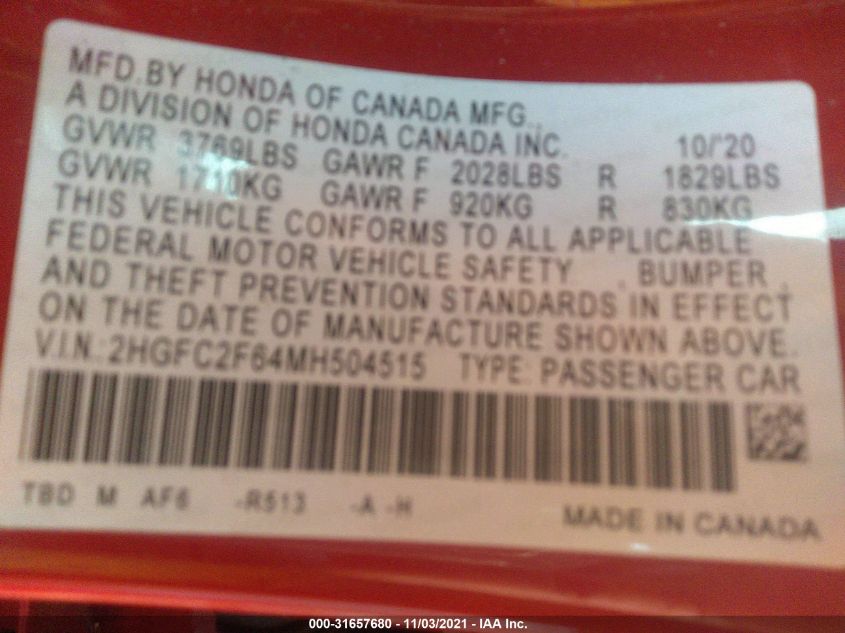 MFD.BY HONDA OF CANADA MFG.,
A DIVISION OF HONDA CANADA INC. 10/'20
GVWR 3769LBS GAWR F 2028LBS R 1829LBS
GVWR 1710KG GAWR F 920KG R 830KG
THIS VEHICLE CONFORMS TO ALL APPLICABLE
FEDERAL MOTOR VEHICLE SAFETY , BUMPER ,
AND THEFT PREVENTION STANDARDS IN EFFECT
ON THE DATE OF MANUFACTURE SHOWN ABOVE.
V.I.N.: 2HGFC2F64MH504515 TYPE: PASSENGER CAR
TBD M AF6 -R513 -A -H
MADE IN CANADA
000-31657680 - 11/03/2021 - IAA Inc.